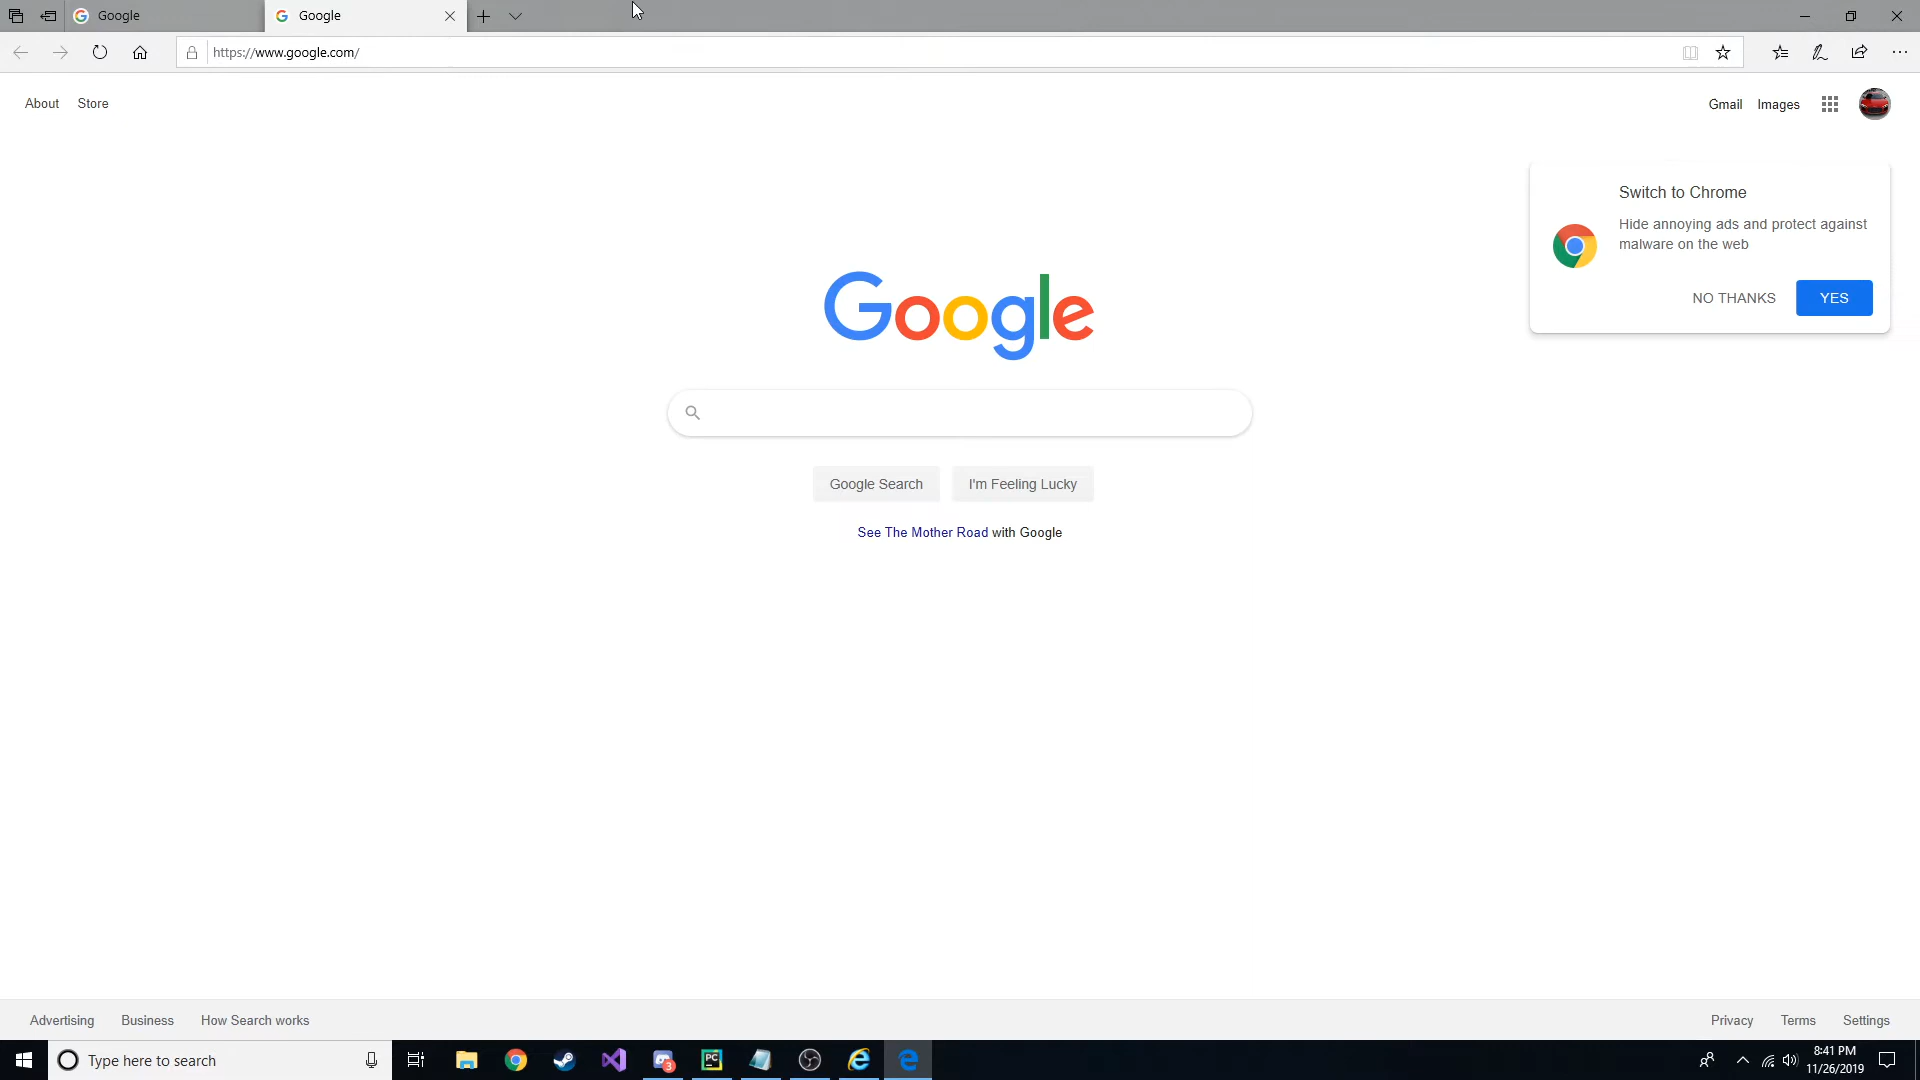 Google
Google
https://www.google.com/
About
Store
Gmail
Images
Switch to Chrome
Hide annoying ads and protect against
malware on the web
NO THANKS
YES
Google
Google Search
I'm Feeling Lucky
See The Mother Road with Google
Advertising
Business
How Search works
Privacy
Terms
Settings
Type here to search
3
PC
8:41 PM
11/26/2019